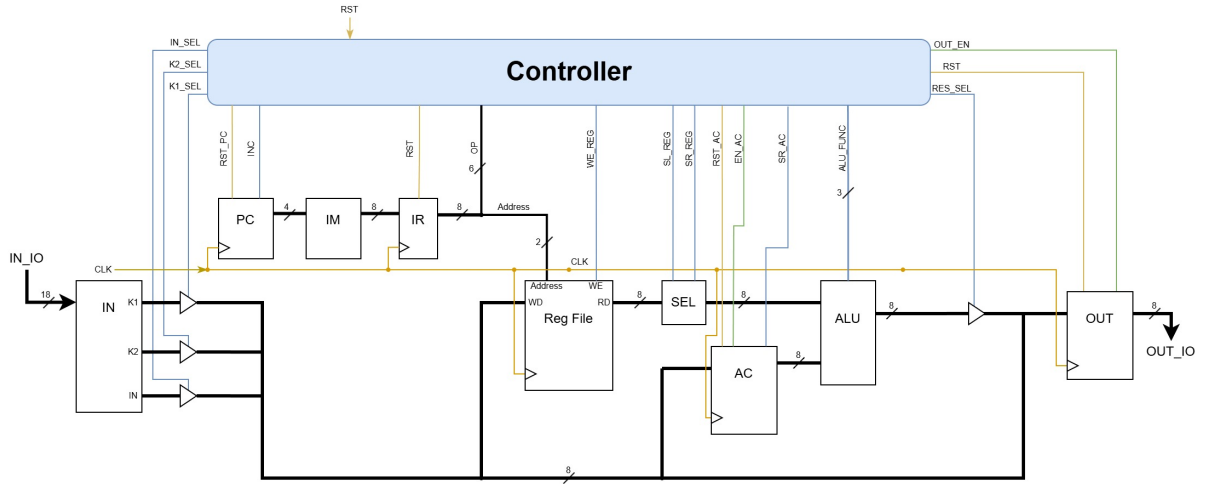 RST
IN_SEL
K2_SEL
K1_SEL
Controller
OUT_EN
RST
RES_SEL
RST_PC
INC
RST
OP
6
WE_REG
SL_REG
SR_REG
RST_AC
EN_AC
SR_AC
ALU_FUNC
3
PC
4
IM
8
IR
8
Address
2
IN_IO
18
CLK
CLK
IN
K1
K2
IN
Address
WE
WD
RD
Reg File
8
SEL
8
AC
8
ALU
8
OUT
8
OUT_IO
8